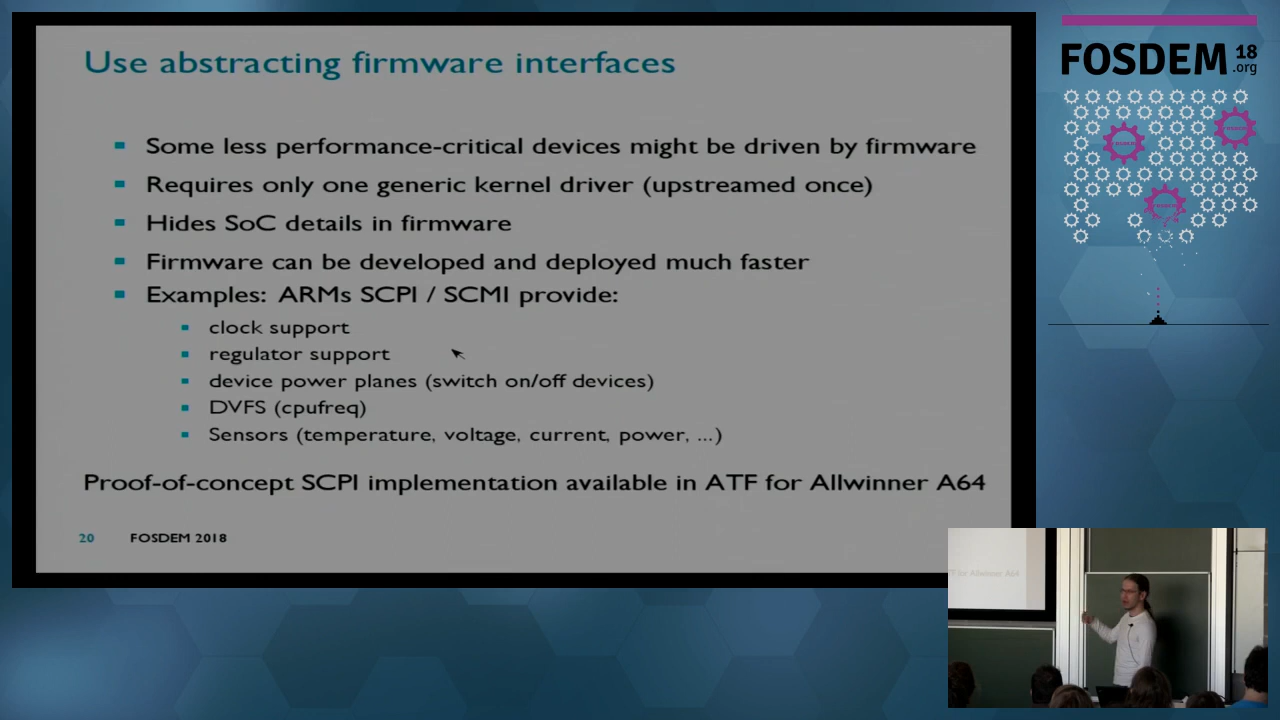 Use abstracting firmware interfaces
Some less performance-critical devices might be driven by firmware
Requires only one generic kernel driver (upstreamed once)
Hides SoC details in firmware
Firmware can be developed and deployed much faster
Examples: ARMs SCPI / SCMI provide:
clock support
regulator support
device power planes (switch on/off devices)
DVFS (cpufreq)
Sensors (temperature, voltage, current, power, ...)
Proof-of-concept SCPI implementation available in ATF for Allwinner A64
20 FOSDEM 2018
FOSDEM 18
.org
for Allwinner A64